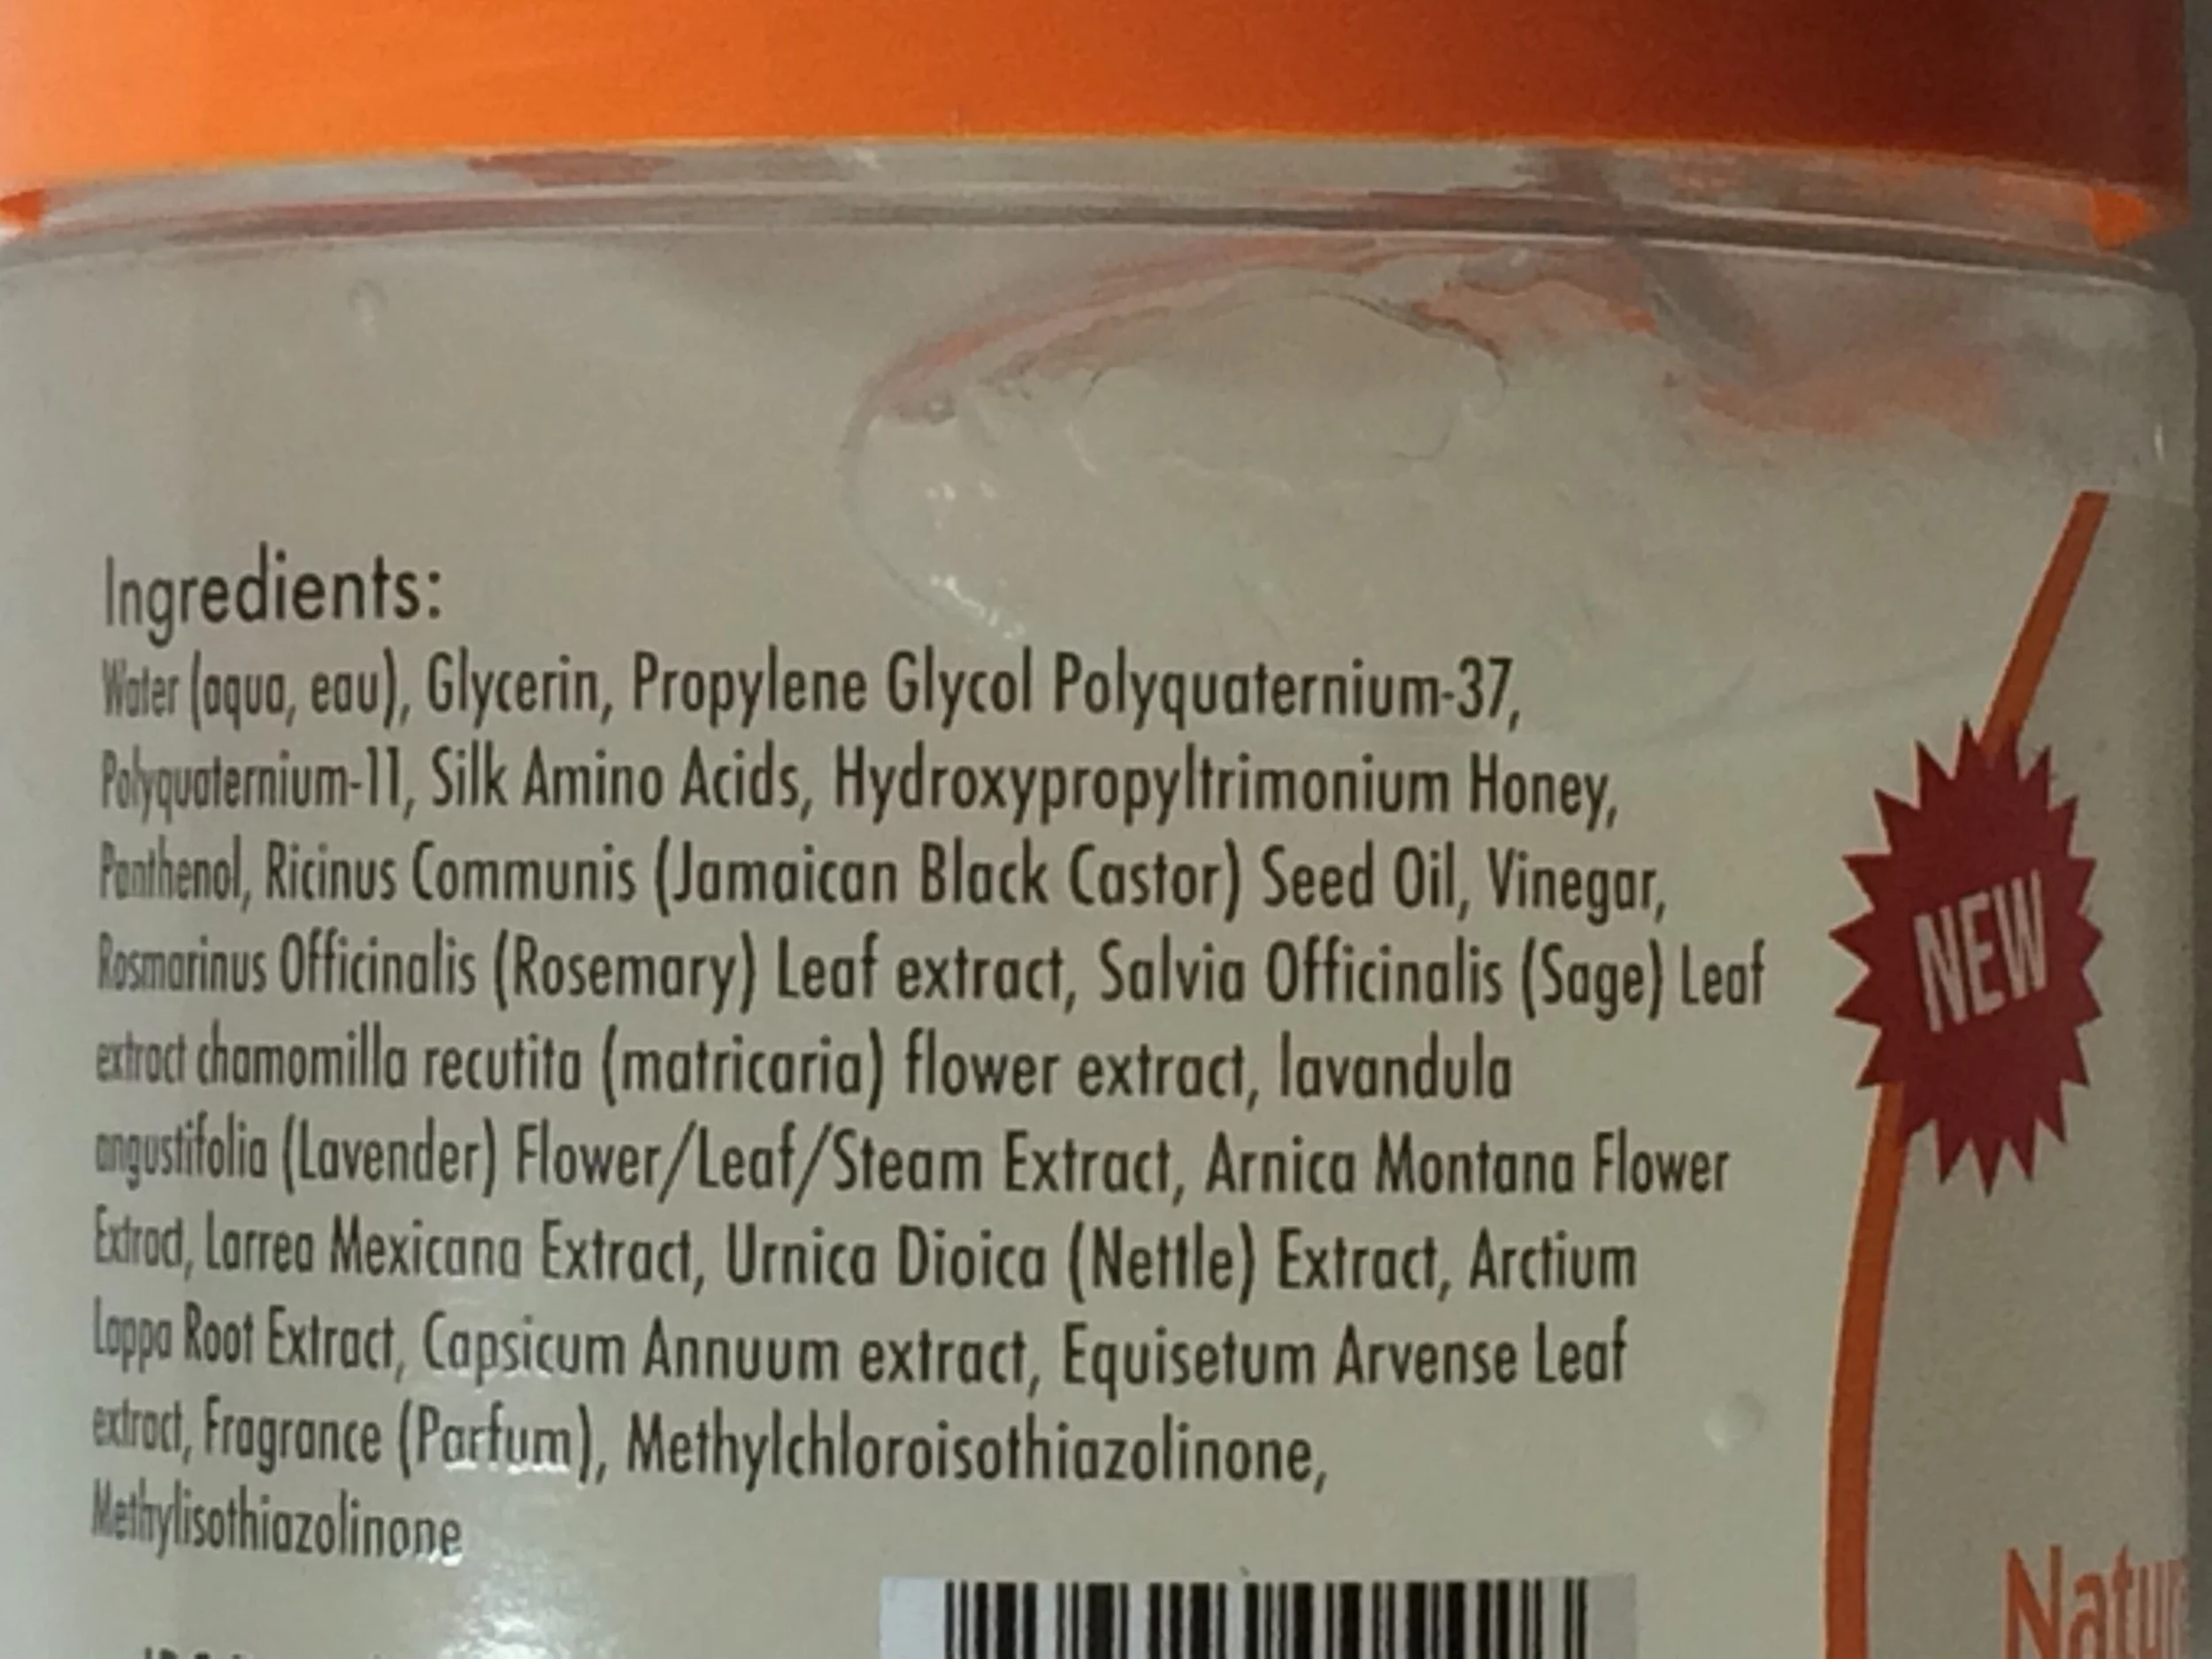 Ingredients:
Water (aqua, eau), Glycerin, Propylene Glycol Polyquaternium-37,
Polyquaternium-11, Silk Amino Acids, Hydroxypropyltrimonium Honey,
Panthenol, Ricinus Communis (Jamaican Black Castor) Seed Oil, Vinegar,
Rosmarinus Officinalis (Rosemary) Leaf extract, Salvia Officinalis (Sage) Leaf
extract chamomilla recutita (matricaria) flower extract, lavandula
angustifolia (Lavender) Flower/Leaf/Steam Extract, Arnica Montana Flower
Extract, Larrea Mexicana Extract, Urnica Dioica (Nettle) Extract, Arctium
Lappa Root Extract, Capsicum Annuum extract, Equisetum Arvense Leaf
extract, Fragrance (Parfum), Methylchloroisothiazolinone,
Methylisothiazolinone
NEW
Natur